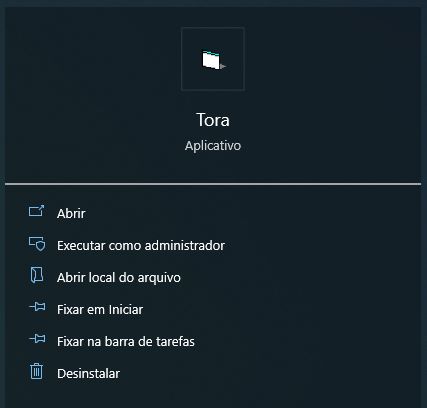 Tora
Aplicativo
Abrir
Executar como administrador
Abrir local do arquivo
Fixar em Iniciar
Fixar na barra de tarefas
Desinstalar